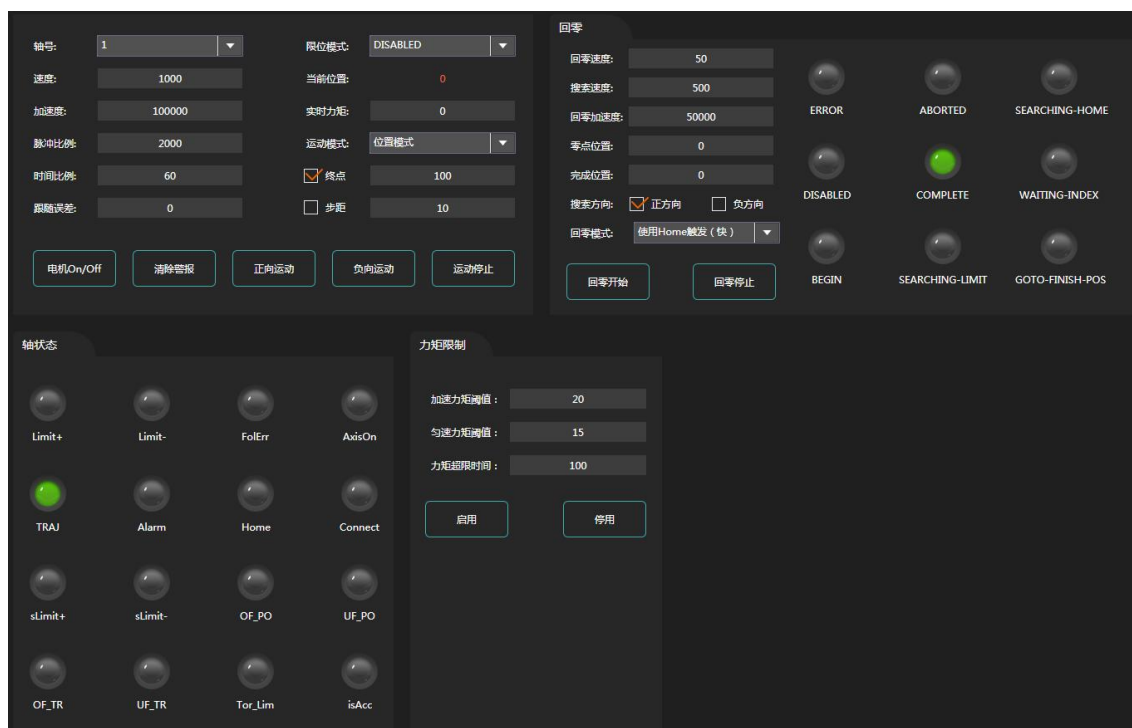 轴号: 1 限位模式: DISABLED
速度: 1000 当前位置: 0
加速度: 100000 实时力矩: 0
脉冲比例: 2000 运动模式: 位置模式
时间比例: 60 终点 100
跟随误差: 0 步距 10
电机On/Off 清除警报 正向运动 负向运动 运动停止
回零
回零速度: 50
搜索速度: 500
回零加速度: 50000
零点位置: 0
完成位置: 0
搜索方向: 正方向 负方向
回零模式: 使用Home触发(快)
回零开始 回零停止
ERROR ABORTED SEARCHING-HOME
DISABLED COMPLETE WAITING-INDEX
BEGIN SEARCHING-LIMIT GOTO-FINISH-POS
轴状态
Limit+ Limit- FolErr AxisOn
TRAJ Alarm Home Connect
sLimit+ sLimit- OF_PO UF_PO
OF_TR UF_TR Tor_Lim isAcc
力矩限制
加速力矩阈值： 20
匀速力矩阈值： 15
力矩超限时间： 100
启用 停用